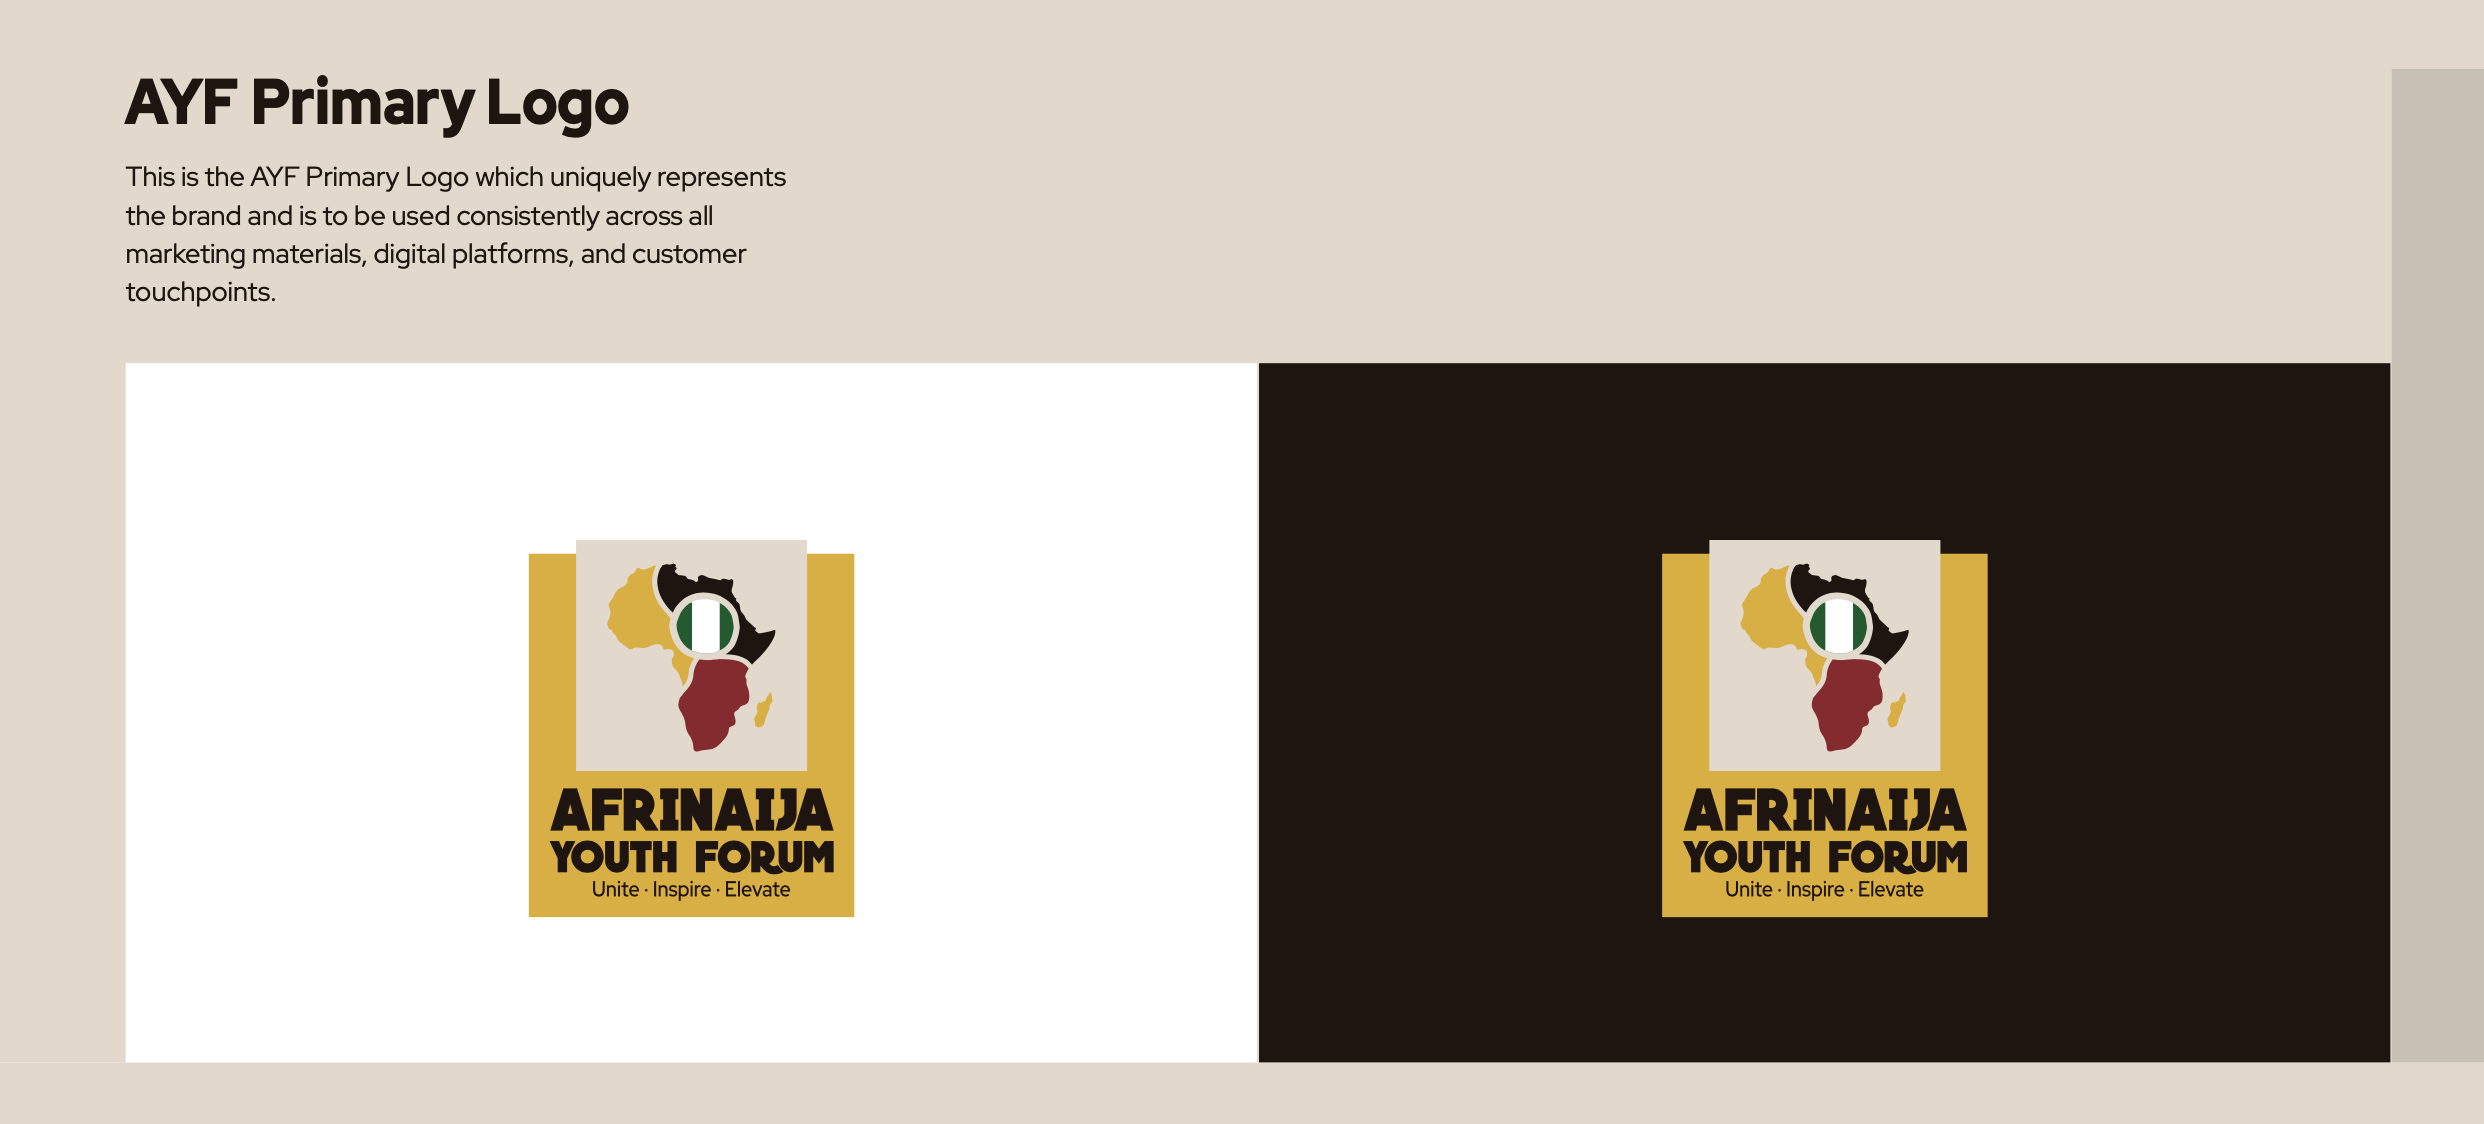 AYF Primary Logo
This is the AYF Primary Logo which uniquely represents
the brand and is to be used consistently across all
marketing materials, digital platforms, and customer
touchpoints.
AFRINAIJA
YOUTH FORUM
Unite · Inspire · Elevate
AFRINAIJA
YOUTH FORUM
Unite · Inspire · Elevate